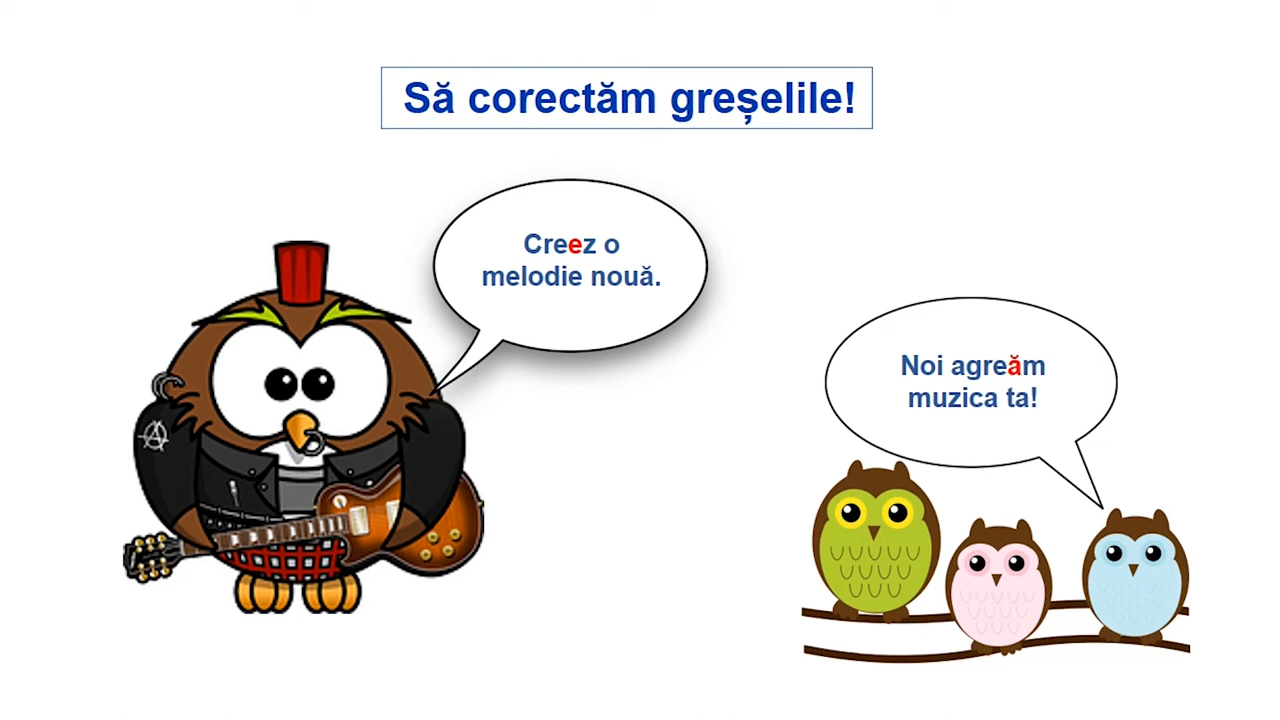 Să corectăm greșelile!
Creez o
melodie nouă.
Noi agreăm
muzica ta!